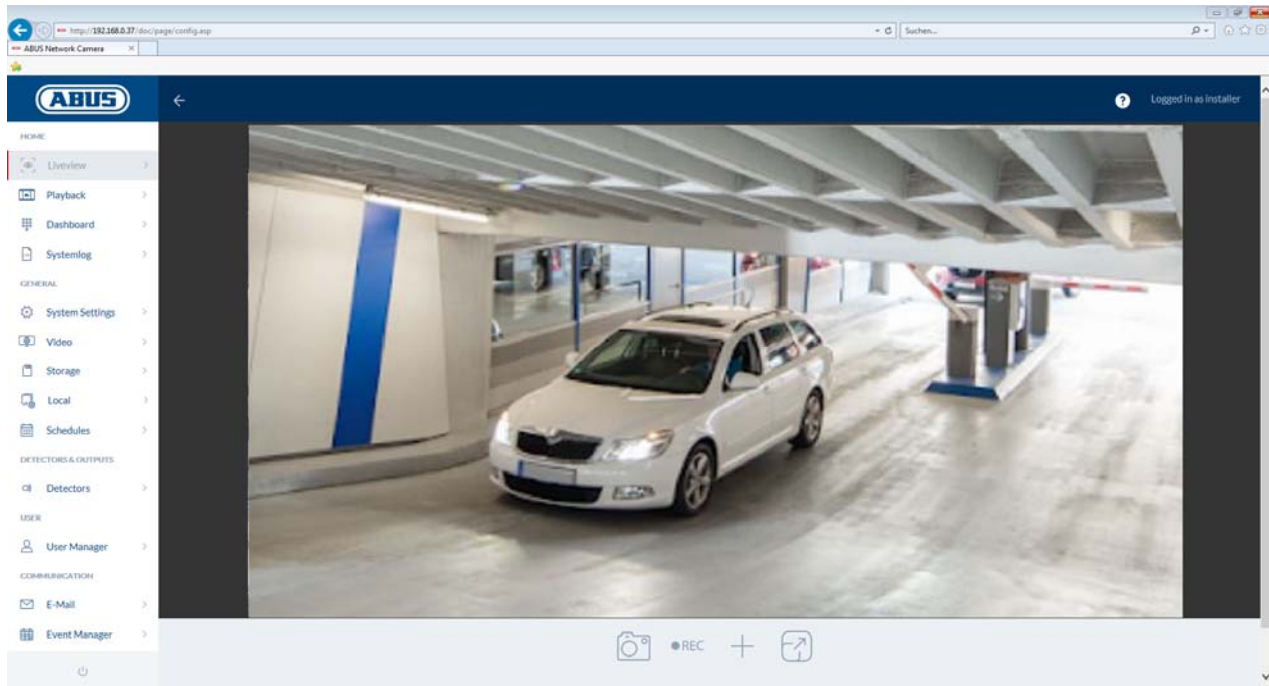 http://192.168.0.37/doc/page/config.asp
Suchen...
ABUS Network Camera
ABUS
Logged in as installer
HOME
Liveview
Playback
Dashboard
Systemlog
GENERAL
System Settings
Video
Storage
Local
Schedules
DETECTORS & OUTPUTS
Detectors
USER
User Manager
COMMUNICATION
E-Mail
Event Manager
REC